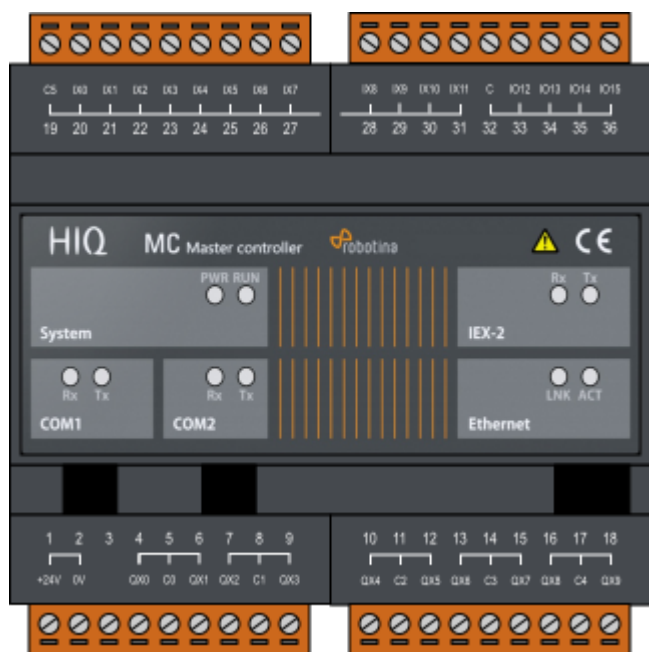 C5 IX0 IX1 IX2 IX3 IX4 IX5 IX6 IX7 IX8 IX9 IX10 IX11 C IO12 IO13 IO14 IO15
19 20 21 22 23 24 25 26 27 28 29 30 31 32 33 34 35 36
HIQ MC Master controller robotina CE
PWR RUN Rx Tx
System IEX-2
Rx Tx Rx Tx LNK ACT
COM1 COM2 Ethernet
1 2 3 4 5 6 7 8 9 10 11 12 13 14 15 16 17 18
+24V 0V QX0 C0 QX1 QX2 C1 QX3 QX4 C2 QX5 QX6 C3 QX7 QX8 C4 QX9